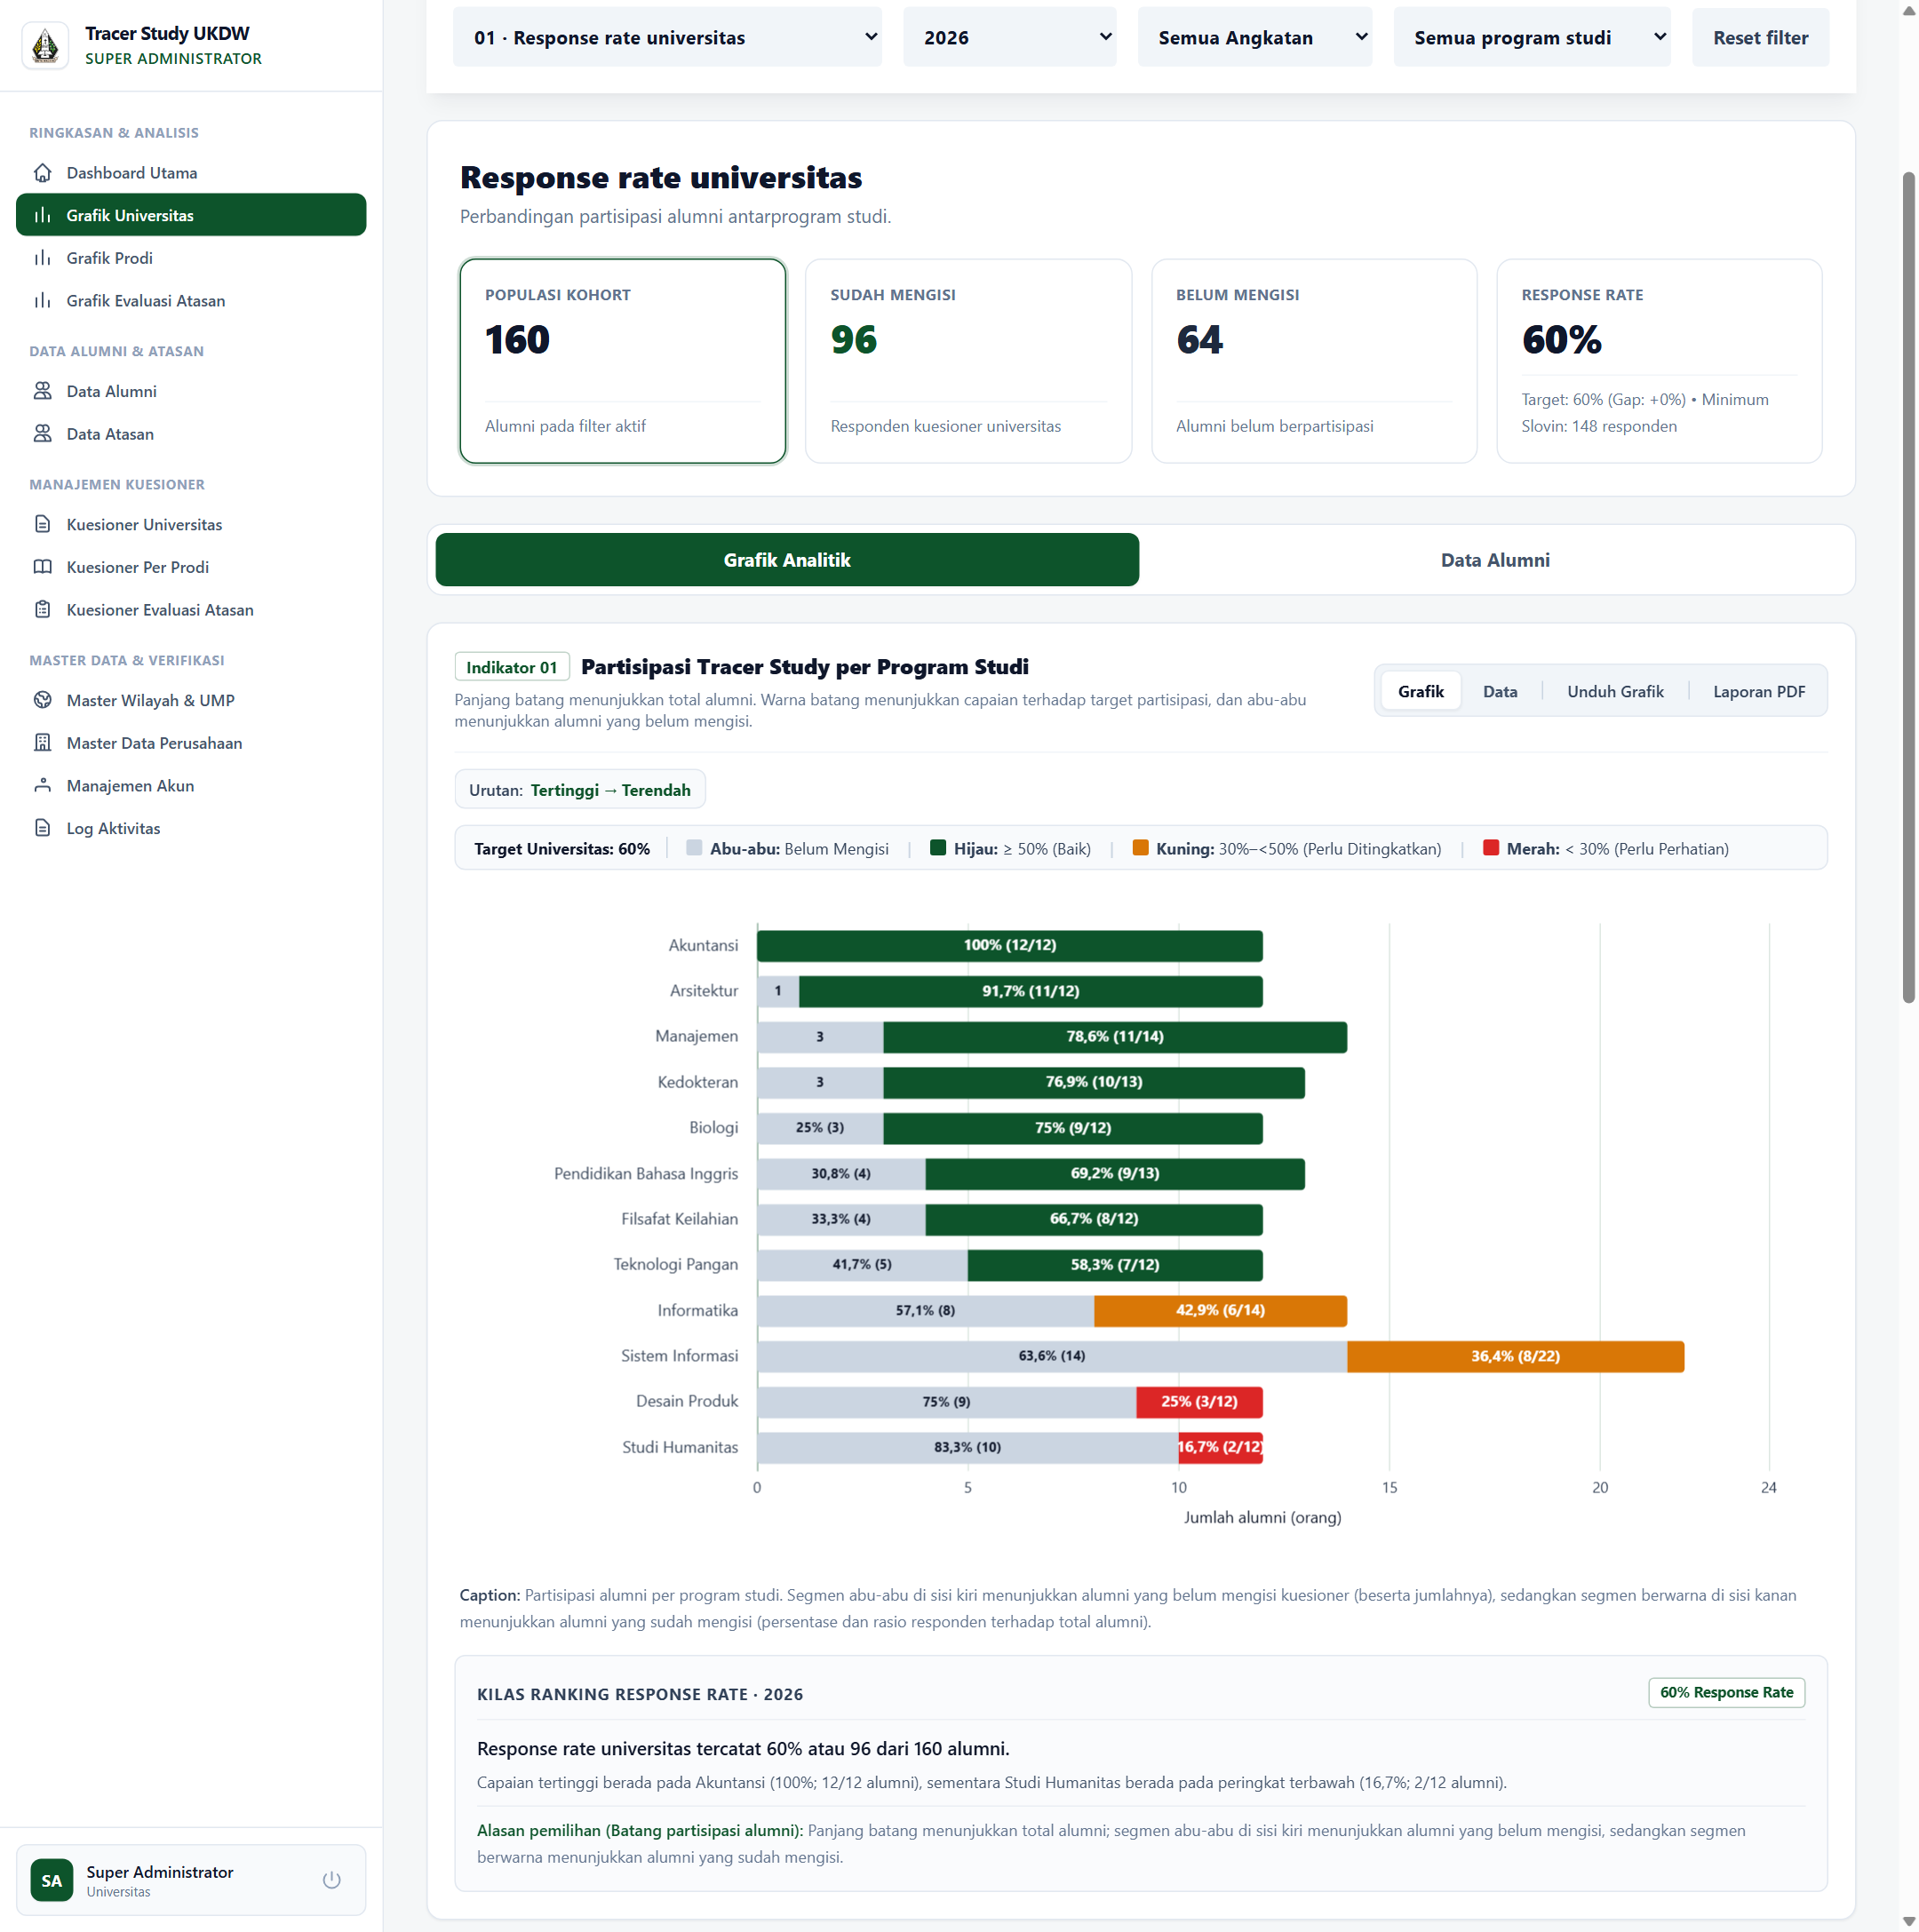 Tracer Study UKDW
SUPER ADMINISTRATOR
RINGKASAN & ANALISIS
Dashboard Utama
Grafik Universitas
Grafik Prodi
Grafik Evaluasi Atasan
DATA ALUMNI & ATASAN
Data Alumni
Data Atasan
MANAJEMEN KUESIONER
Kuesioner Universitas
Kuesioner Per Prodi
Kuesioner Evaluasi Atasan
MASTER DATA & VERIFIKASI
Master Wilayah & UMP
Master Data Perusahaan
Manajemen Akun
Log Aktivitas
SA
Super Administrator
Universitas
01 · Response rate universitas
2026
Semua Angkatan
Semua program studi
Reset filter
Response rate universitas
Perbandingan partisipasi alumni antarprogram studi.
POPULASI KOHORT
160
Alumni pada filter aktif
SUDAH MENGISI
96
Responden kuesioner universitas
BELUM MENGISI
64
Alumni belum berpartisipasi
RESPONSE RATE
60%
Target: 60% (Gap: +0%) • Minimum
Slovin: 148 responden
Grafik Analitik
Data Alumni
Indikator 01 Partisipasi Tracer Study per Program Studi
Panjang batang menunjukkan total alumni. Warna batang menunjukkan capaian terhadap target partisipasi, dan abu-abu
menunjukkan alumni yang belum mengisi.
Grafik
Data
Unduh Grafik
Laporan PDF
Urutan: Tertinggi → Terendah
Target Universitas: 60% | Abu-abu: Belum Mengisi | Hijau: ≥ 50% (Baik) | Kuning: 30%–<50% (Perlu Ditingkatkan) | Merah: < 30% (Perlu Perhatian)
Akuntansi 100% (12/12)
Arsitektur 1 91,7% (11/12)
Manajemen 3 78,6% (11/14)
Kedokteran 3 76,9% (10/13)
Biologi 25% (3) 75% (9/12)
Pendidikan Bahasa Inggris 30,8% (4) 69,2% (9/13)
Filsafat Keilahian 33,3% (4) 66,7% (8/12)
Teknologi Pangan 41,7% (5) 58,3% (7/12)
Informatika 57,1% (8) 42,9% (6/14)
Sistem Informasi 63,6% (14) 36,4% (8/22)
Desain Produk 75% (9) 25% (3/12)
Studi Humanitas 83,3% (10) 16,7% (2/12)
0 5 10 15 20 24
Jumlah alumni (orang)
Caption: Partisipasi alumni per program studi. Segmen abu-abu di sisi kiri menunjukkan alumni yang belum mengisi kuesioner (beserta jumlahnya), sedangkan segmen berwarna di sisi kanan
menunjukkan alumni yang sudah mengisi (persentase dan rasio responden terhadap total alumni).
KILAS RANKING RESPONSE RATE · 2026
60% Response Rate
Response rate universitas tercatat 60% atau 96 dari 160 alumni.
Capaian tertinggi berada pada Akuntansi (100%; 12/12 alumni), sementara Studi Humanitas berada pada peringkat terbawah (16,7%; 2/12 alumni).
Alasan pemilihan (Batang partisipasi alumni): Panjang batang menunjukkan total alumni; segmen abu-abu di sisi kiri menunjukkan alumni yang belum mengisi, sedangkan segmen
berwarna menunjukkan alumni yang sudah mengisi.